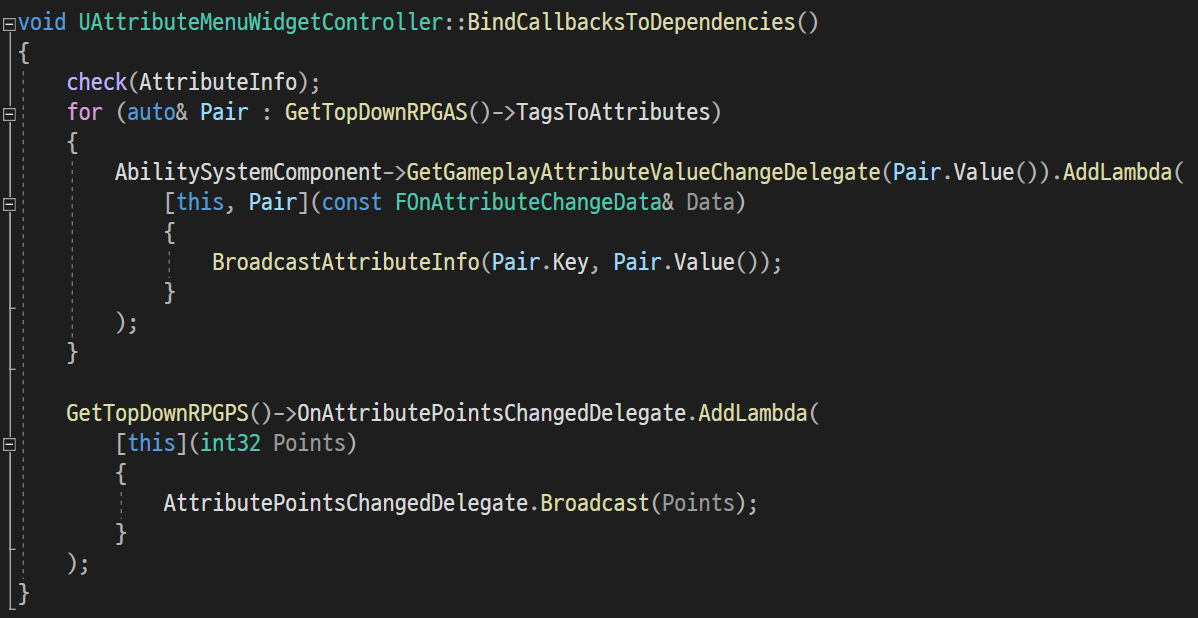 void UAttributeMenuWidgetController::BindCallbacksToDependencies()
{
    check(AttributeInfo);
    for (auto& Pair : GetTopDownRPGAS()->TagsToAttributes)
    {
        AbilitySystemComponent->GetGameplayAttributeValueChangeDelegate(Pair.Value()).AddLambda(
            [this, Pair](const FOnAttributeChangeData& Data)
            {
                BroadcastAttributeInfo(Pair.Key, Pair.Value());
            }
        );
    }

    GetTopDownRPGPS()->OnAttributePointsChangedDelegate.AddLambda(
        [this](int32 Points)
        {
            AttributePointsChangedDelegate.Broadcast(Points);
        }
    );
}